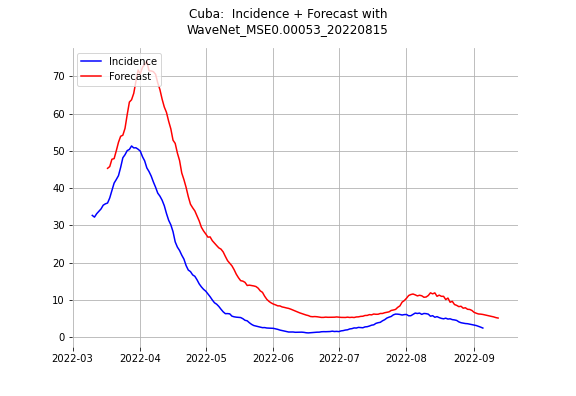 Cuba:  Incidence + Forecast with
WaveNet_MSE0.00053_20220815
Incidence
Forecast
70
60
50
40
30
20
10
0
2022-03 2022-04 2022-05 2022-06 2022-07 2022-08 2022-09